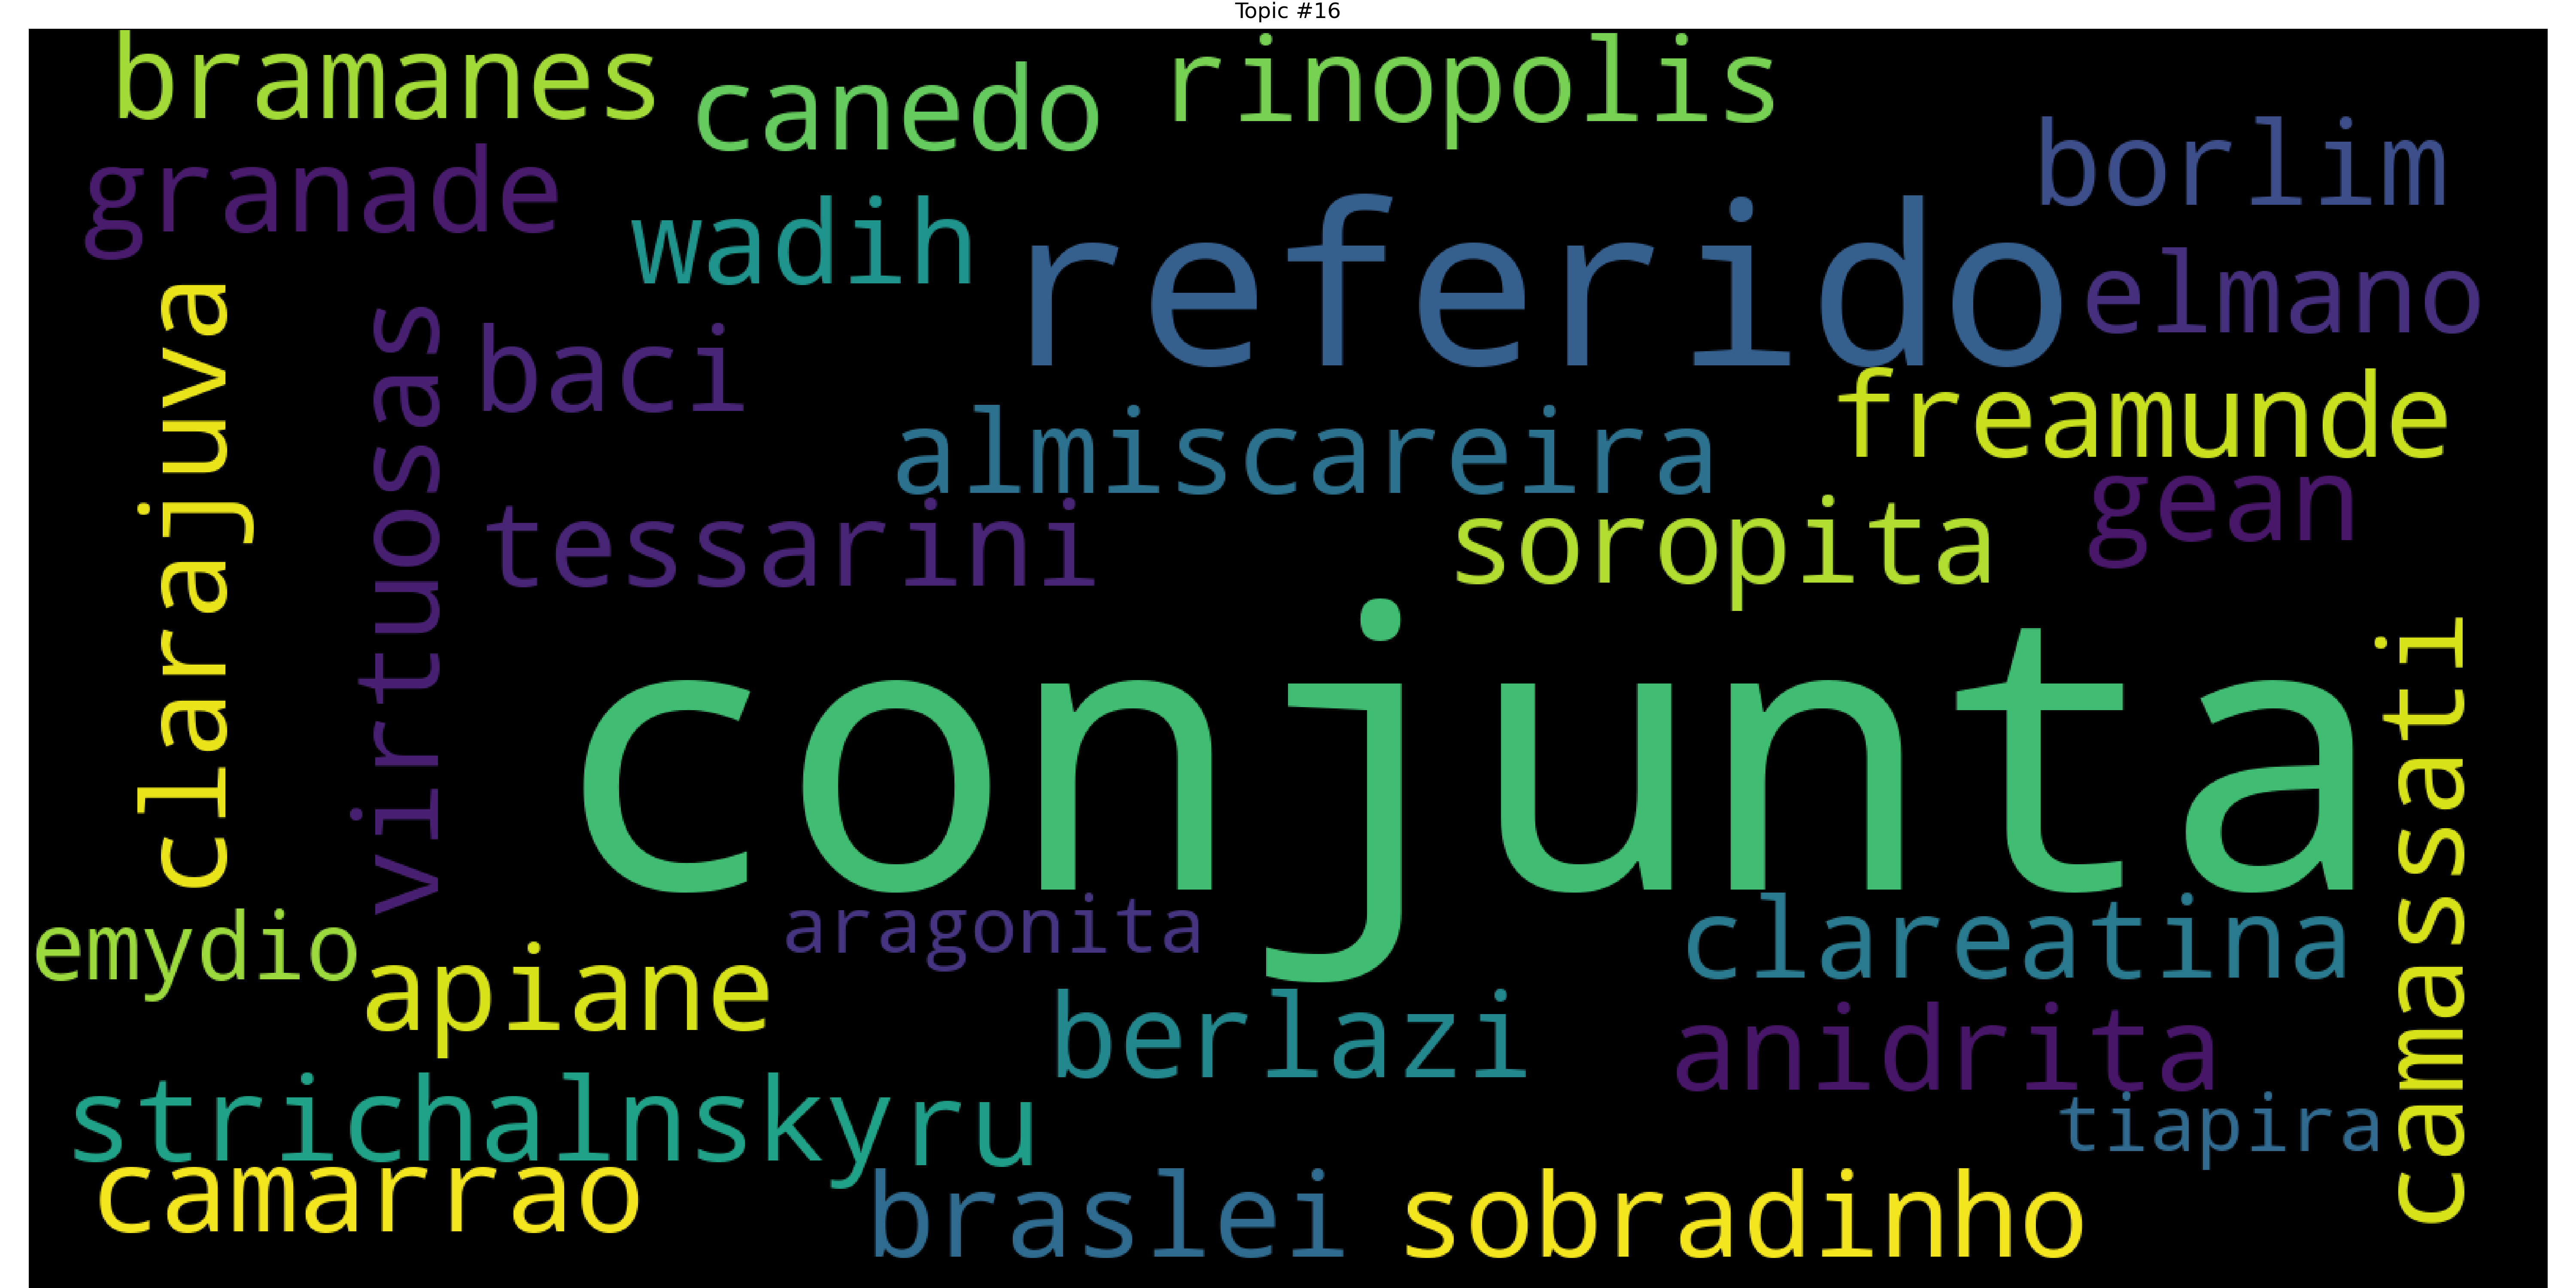 Topic #16
bramanes
canedo
rinopolis
borlim
granade
wadih
referido
elmano
clarajuva
virtuosas
baci
almiscareira
freamunde
gean
tessarini
soropita
conjunta
camassati
emydio
apiane
aragonita
clareatina
berlazi
anidrita
strichalnskyru
tiapira
camarrao
braslei
sobradinho